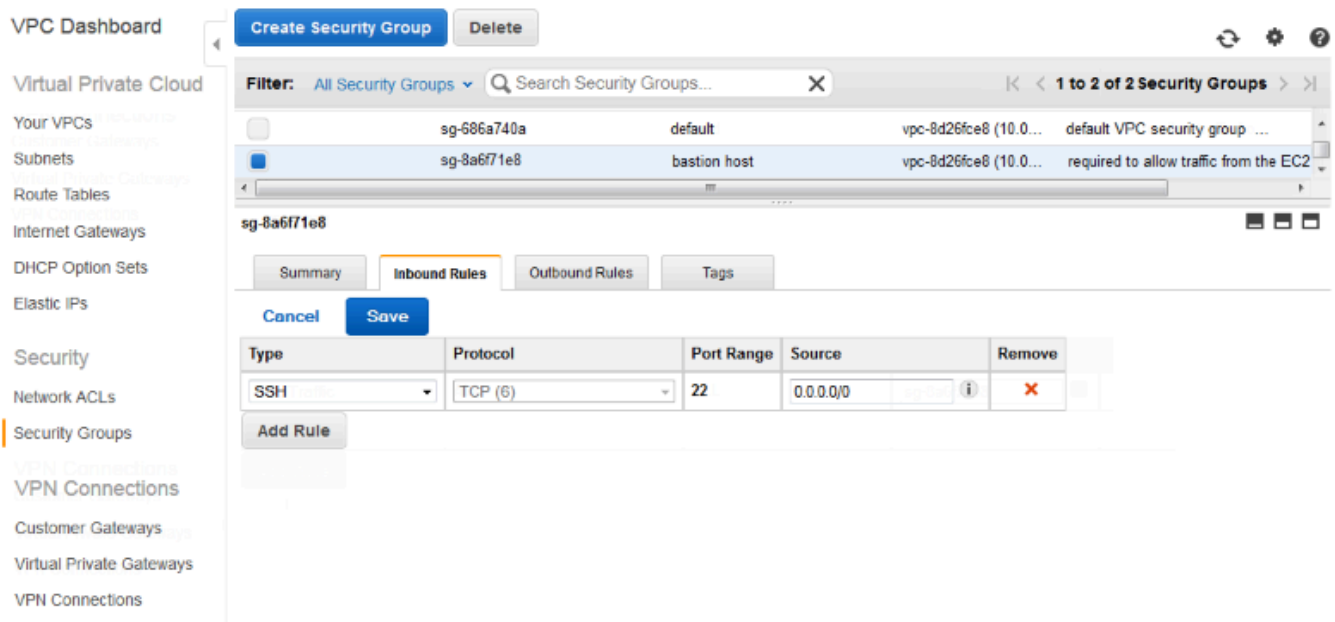 VPC Dashboard
Create Security Group Delete
Virtual Private Cloud
Filter: All Security Groups Search Security Groups... 1 to 2 of 2 Security Groups
Your VPCs
sg-686a740a default vpc-8d26fce8 (10.0... default VPC security group ...
Subnets
sg-8a6f71e8 bastion host vpc-8d26fce8 (10.0... required to allow traffic from the EC2
Route Tables
Internet Gateways
sg-8a6f71e8
DHCP Option Sets
Summary Inbound Rules Outbound Rules Tags
Elastic IPs
Cancel Save
Security
Type Protocol Port Range Source Remove
Network ACLs
SSH TCP (6) 22 0.0.0.0/0
Security Groups
Add Rule
VPN Connections
VPN Connections
Customer Gateways
Virtual Private Gateways
VPN Connections